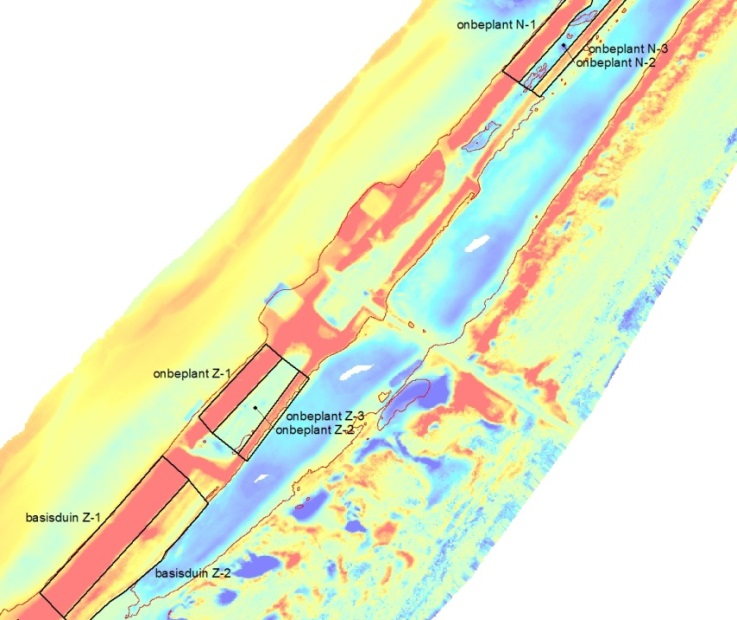 onbeplant N-1
onbeplant N-3
onbeplant N-2
onbeplant Z-1
onbeplant Z-3
onbeplant Z-2
basisduin Z-1
basisduin Z-2